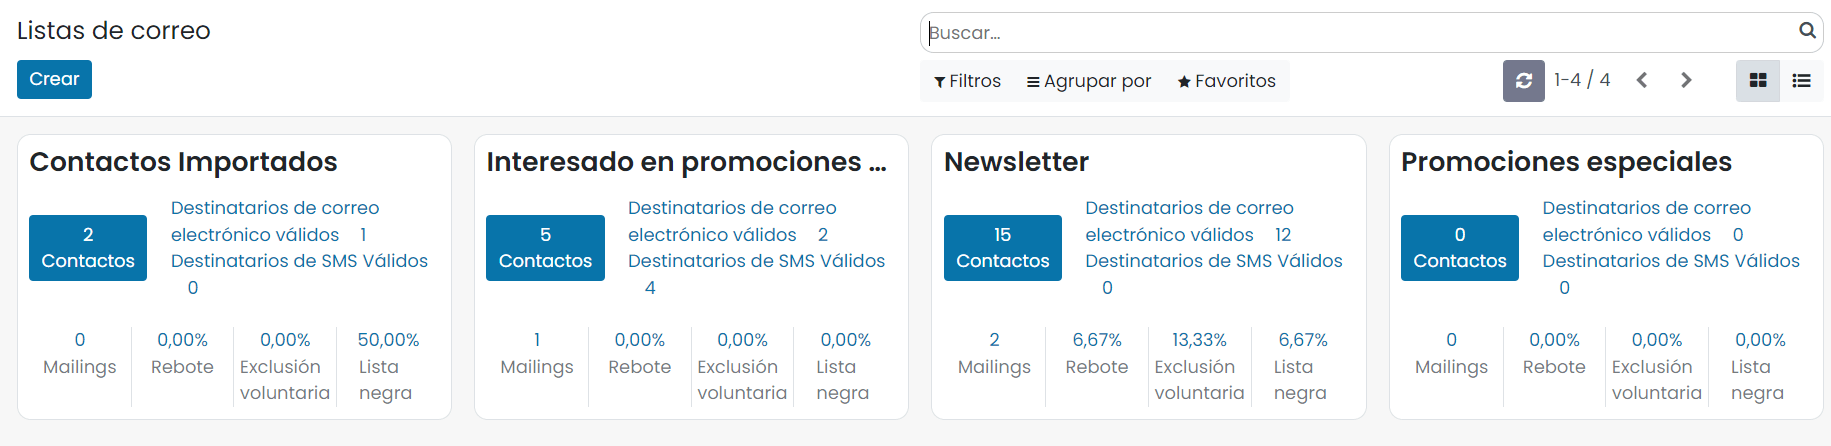 Listas de correo
Buscar...
Crear
Filtros Agrupar por Favoritos 1-4 / 4
Contactos Importados
2
Contactos
Destinatarios de correo
electrónico válidos 1
Destinatarios de SMS Válidos
0
0 0,00% 0,00% 50,00%
Mailings Rebote Exclusión Lista
voluntaria negra
Interesado en promociones ...
5
Contactos
Destinatarios de correo
electrónico válidos 2
Destinatarios de SMS Válidos
4
1 0,00% 0,00% 0,00%
Mailings Rebote Exclusión Lista
voluntaria negra
Newsletter
15
Contactos
Destinatarios de correo
electrónico válidos 12
Destinatarios de SMS Válidos
0
2 6,67% 13,33% 6,67%
Mailings Rebote Exclusión Lista
voluntaria negra
Promociones especiales
0
Contactos
Destinatarios de correo
electrónico válidos 0
Destinatarios de SMS Válidos
0
0 0,00% 0,00% 0,00%
Mailings Rebote Exclusión Lista
voluntaria negra